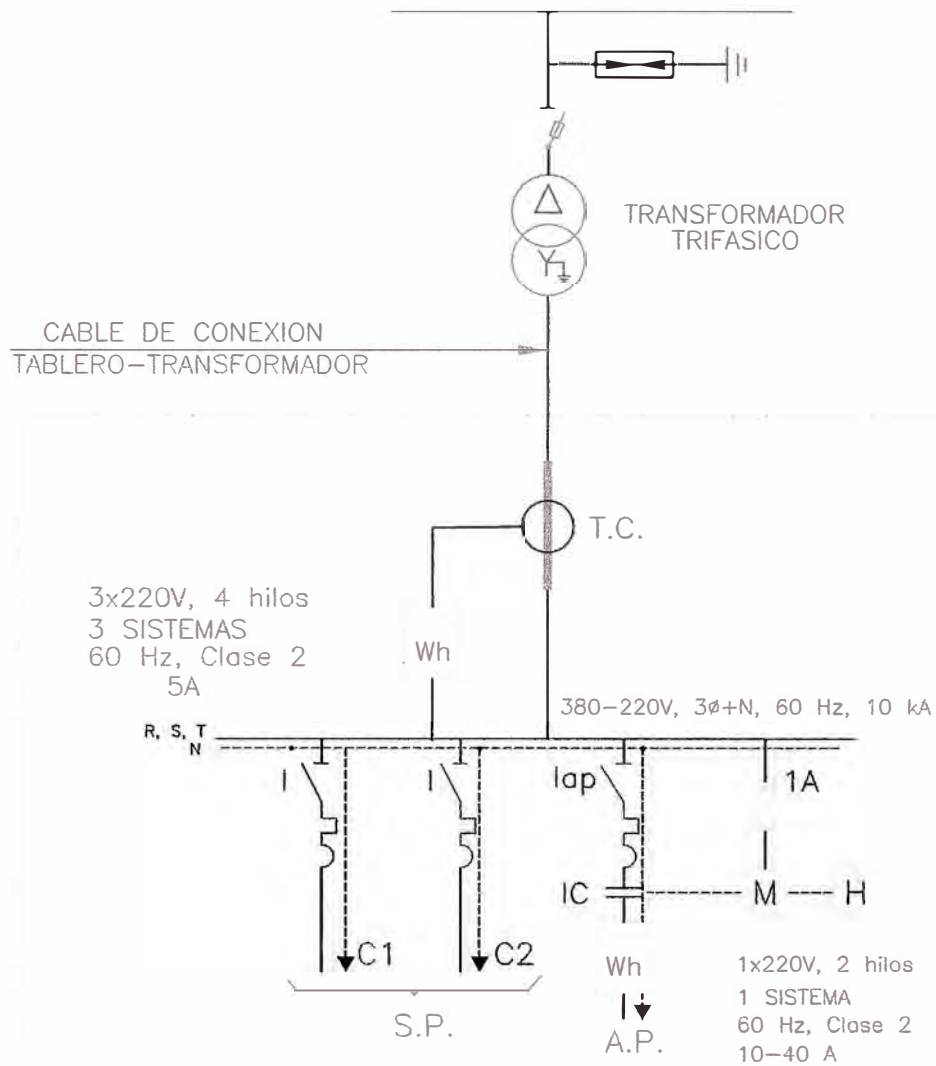 TRANSFORMADOR
TRIFASICO
CABLE DE CONEXION
TABLERO-TRANSFORMADOR
T.C.
3x220V, 4 hilos
3 SISTEMAS
60 Hz, Clase 2
5A
Wh
380-220V, 3ø+N, 60 Hz, 10 kA
R, S, T
N
I
I
Iap
1A
IC
M
H
C1
C2
S.P.
Wh
A.P.
1x220V, 2 hilos
1 SISTEMA
60 Hz, Clase 2
10-40 A